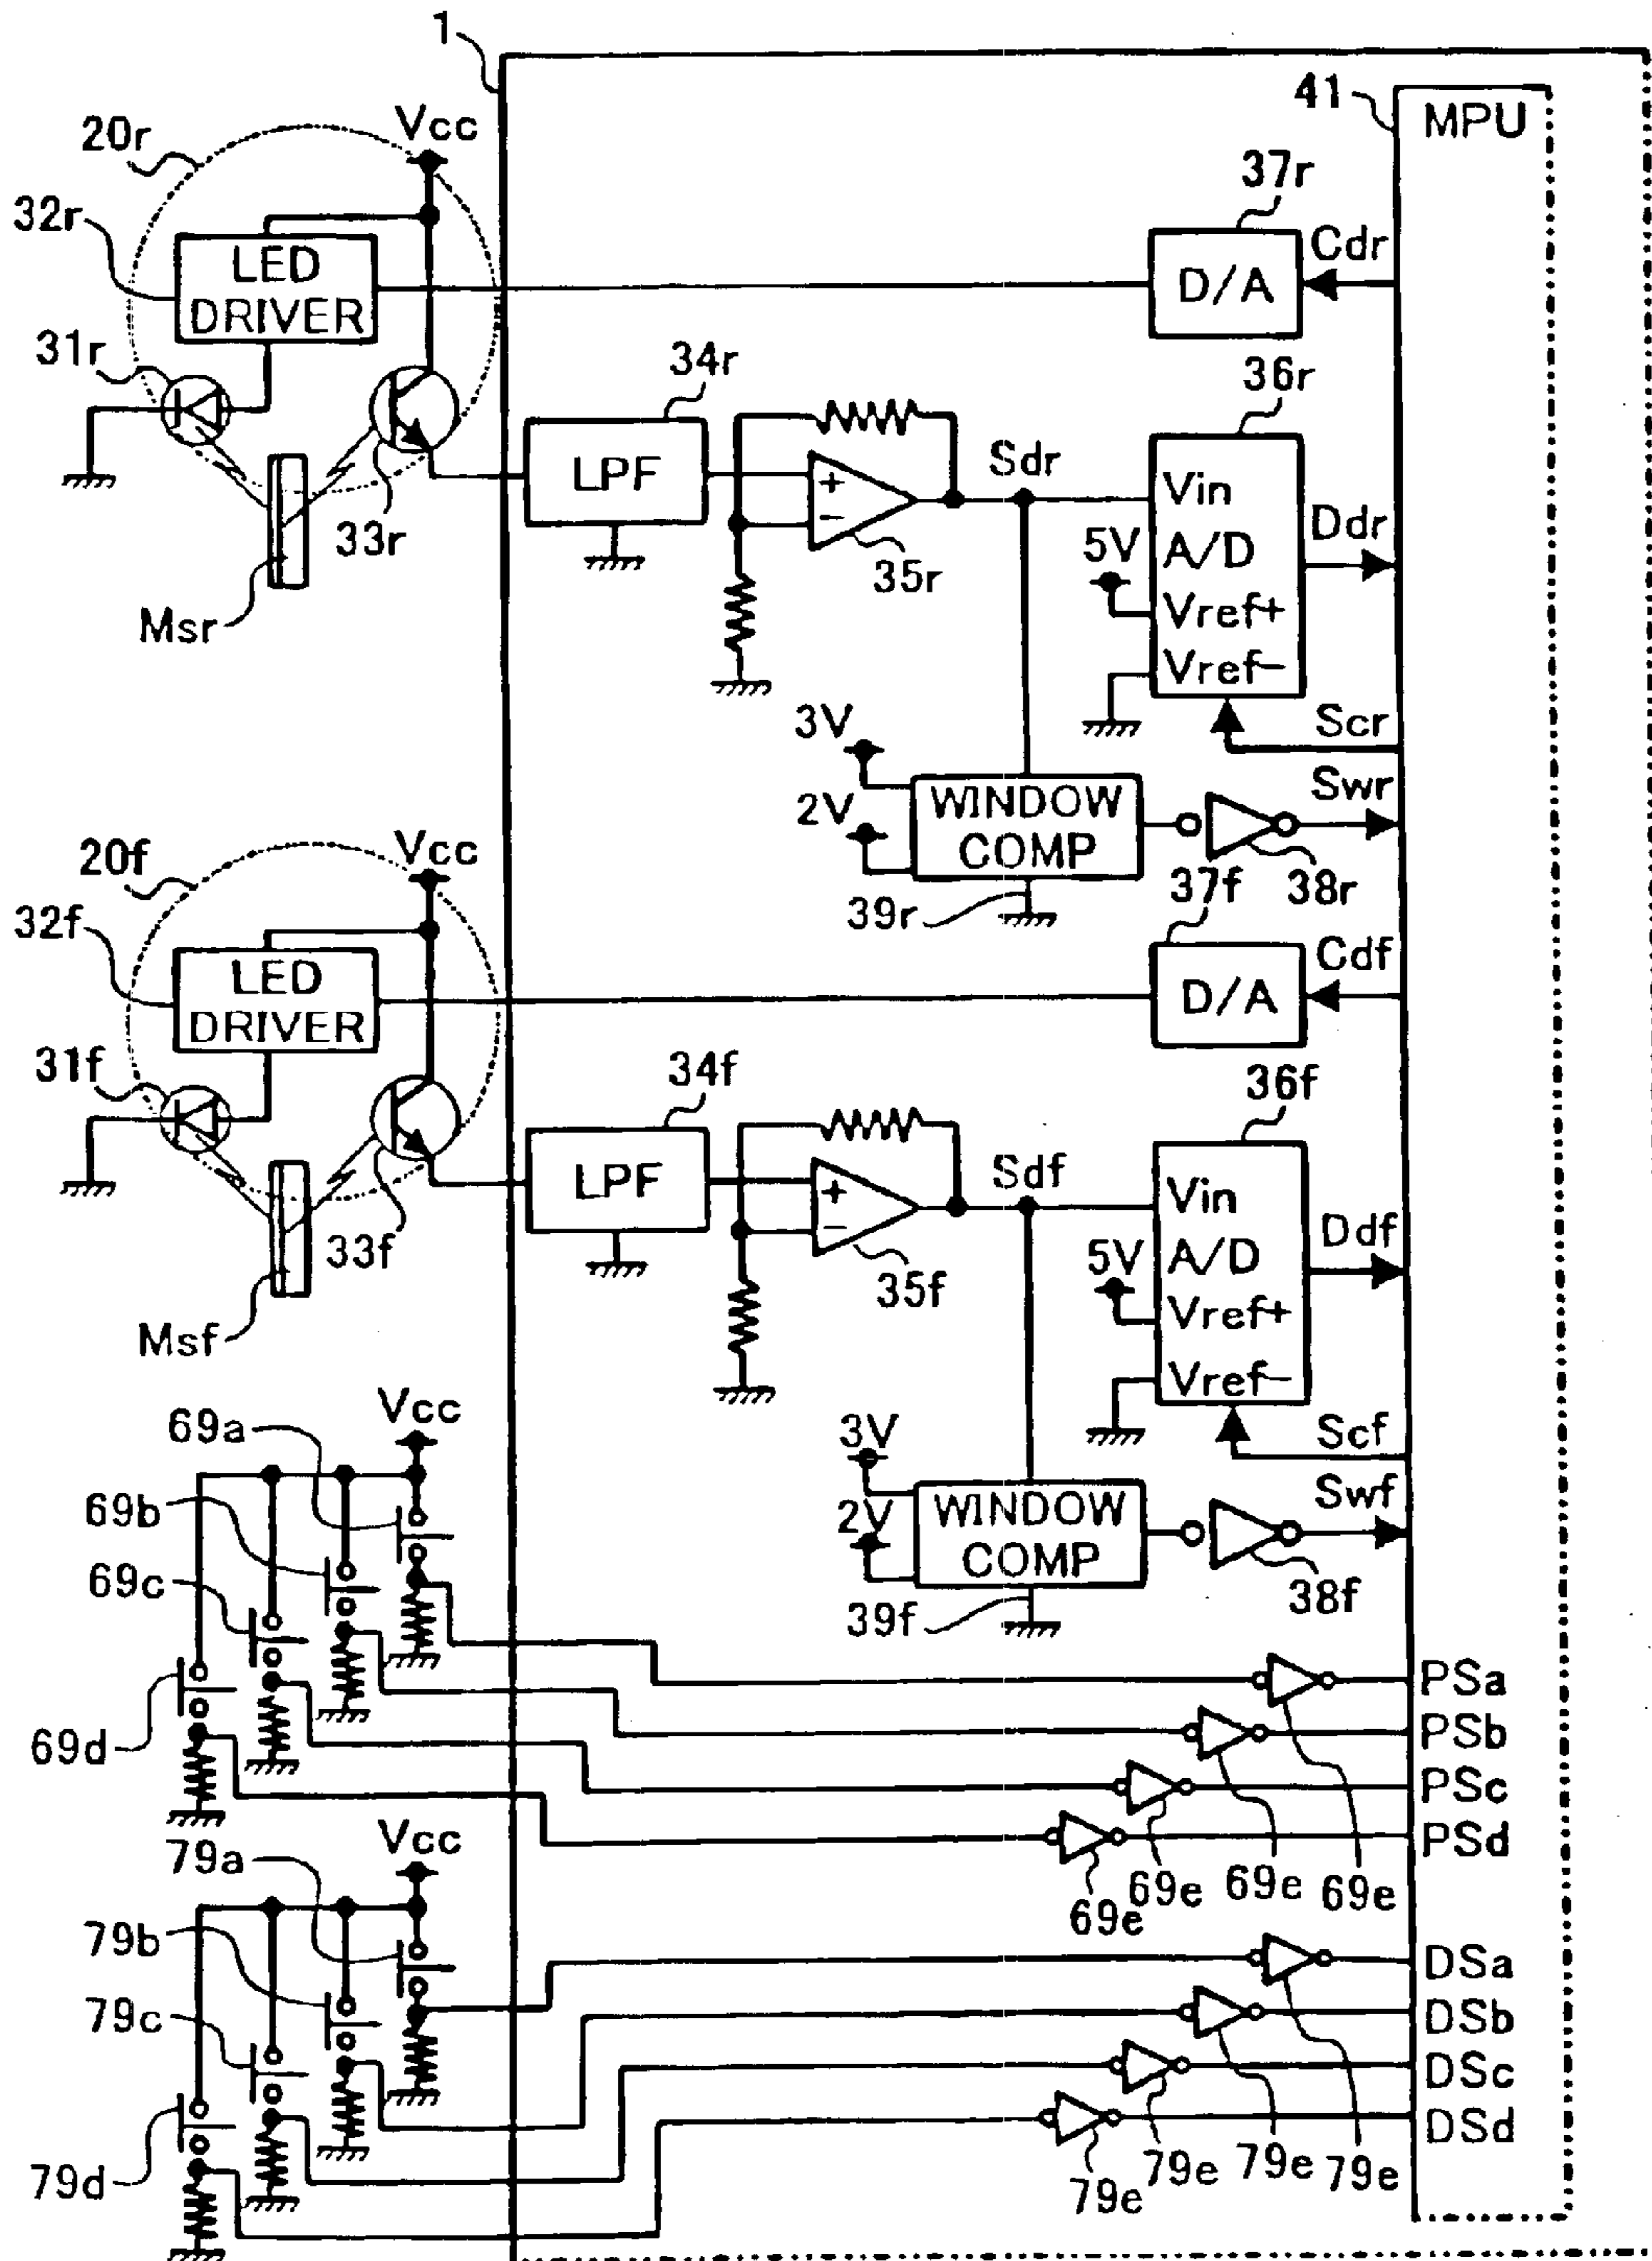 1
41
MPU
20r
Vcc
37r
32r
LED
DRIVER
D/A
Cdr
31r
34r
36r
LPF
+
−
Sdr
Vin
33r
35r
5V
A/D
Ddr
Msr
Vref+
Vref-
3V
Scr
2V
WINDOW
COMP
Swr
20f
Vcc
39r
37f
38r
32f
LED
DRIVER
D/A
Cdf
31f
34f
36f
LPF
+
−
Sdf
Vin
33f
35f
5V
A/D
Ddf
Msf
Vref+
Vref-
Vcc
69a
3V
Scf
69b
2V
WINDOW
COMP
Swf
69c
39f
38f
PSa
69d
PSb
PSc
Vcc
PSd
79a
69e
69e
69e
69e
79b
DSa
79c
DSb
DSc
DSd
79d
79e
79e
79e
79e